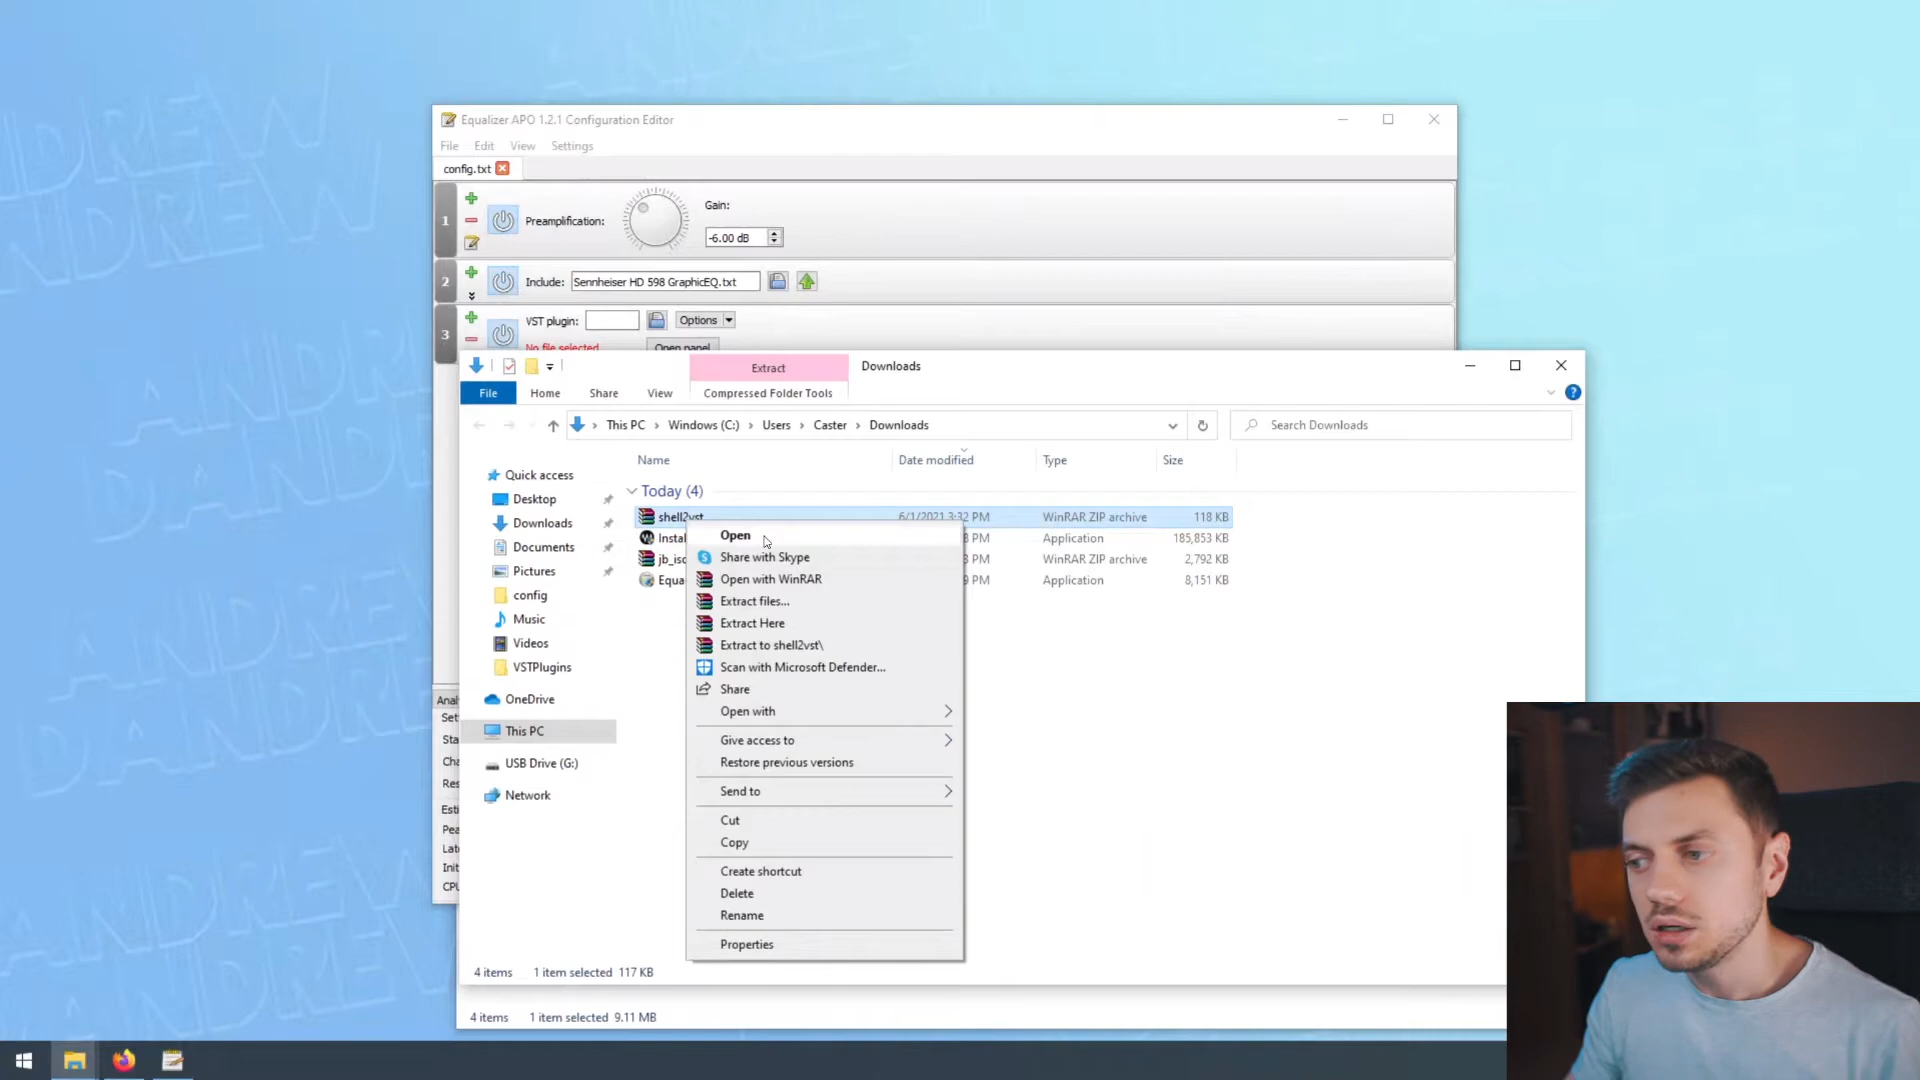 Equalizer APO 1.2.1 Configuration Editor
File Edit View Settings
config.txt
1
Preamplification:
Gain:
-6.00 dB
2
Include: Sennheiser HD 598 GraphicEQ.txt
3
VST plugin: Options
No file selected Open panel
Extract Downloads
File Home Share View Compressed Folder Tools
This PC > Windows (C:) > Users > Caster > Downloads
Search Downloads
Name Date modified Type Size
Today (4)
shell2vst 6/1/2021 3:32 PM WinRAR ZIP archive 118 KB
PM Application 185,853 KB
PM WinRAR ZIP archive 2,792 KB
PM Application 8,151 KB
Quick access
Desktop
Downloads
Documents
Pictures
config
Music
Videos
VSTPlugins
OneDrive
This PC
USB Drive (G:)
Network
Open
Share with Skype
Open with WinRAR
Extract files...
Extract Here
Extract to shell2vst\
Scan with Microsoft Defender...
Share
Open with
Give access to
Restore previous versions
Send to
Cut
Copy
Create shortcut
Delete
Rename
Properties
4 items 1 item selected 117 KB
4 items 1 item selected 9.11 MB
ANDREW